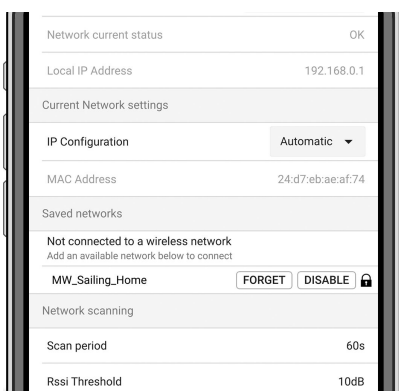 Network current status OK
Local IP Address 192.168.0.1
Current Network settings
IP Configuration Automatic
MAC Address 24:d7:eb:ae:af:74
Saved networks
Not connected to a wireless network
Add an available network below to connect
MW_Sailing_Home FORGET DISABLE
Network scanning
Scan period 60s
Rssi Threshold 10dB